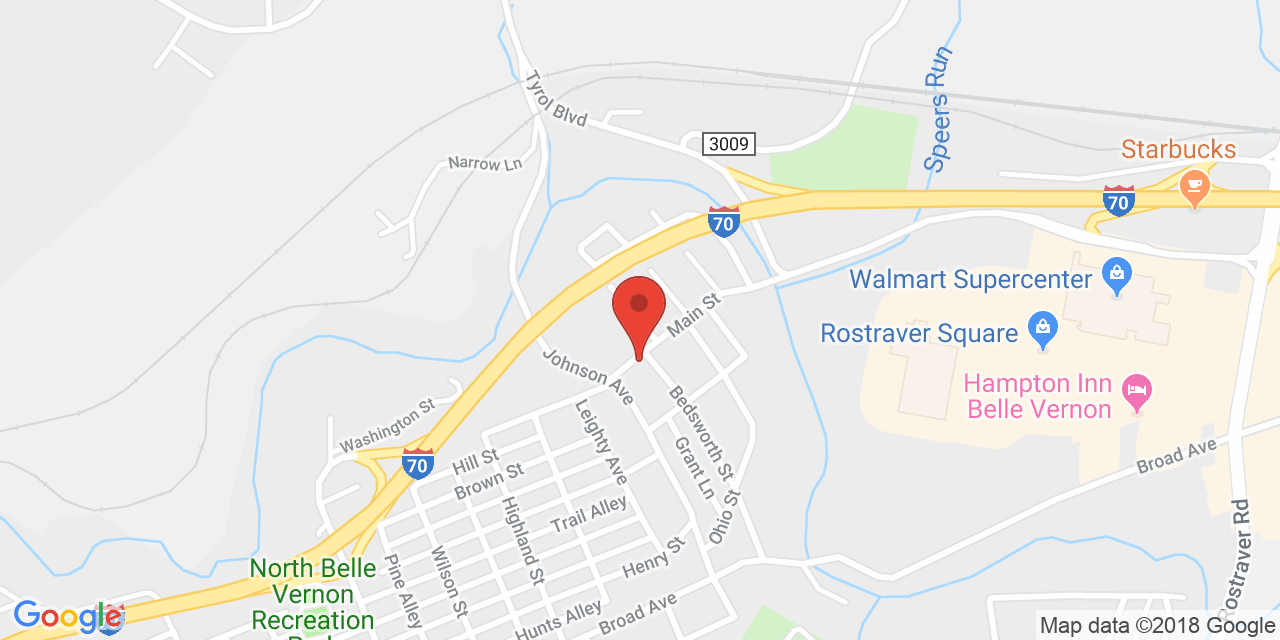 Tyrol Blvd
Speers Run
3009
Starbucks
Narrow Ln
70
70
Walmart Supercenter
Main St
Rostraver Square
Johnson Ave
Hampton Inn
Belle Vernon
Bedsworth St
Washington St
Leighty Ave
Grant Ln
Broad Ave
70
Hill St
Brown St
Highland St
Trail Alley
Ohio St
Rostraver Rd
Henry St
Wilson St
Pine Alley
North Belle
Vernon
Recreation
Hunts Alley
Broad Ave
Google
Map data ©2018 Google